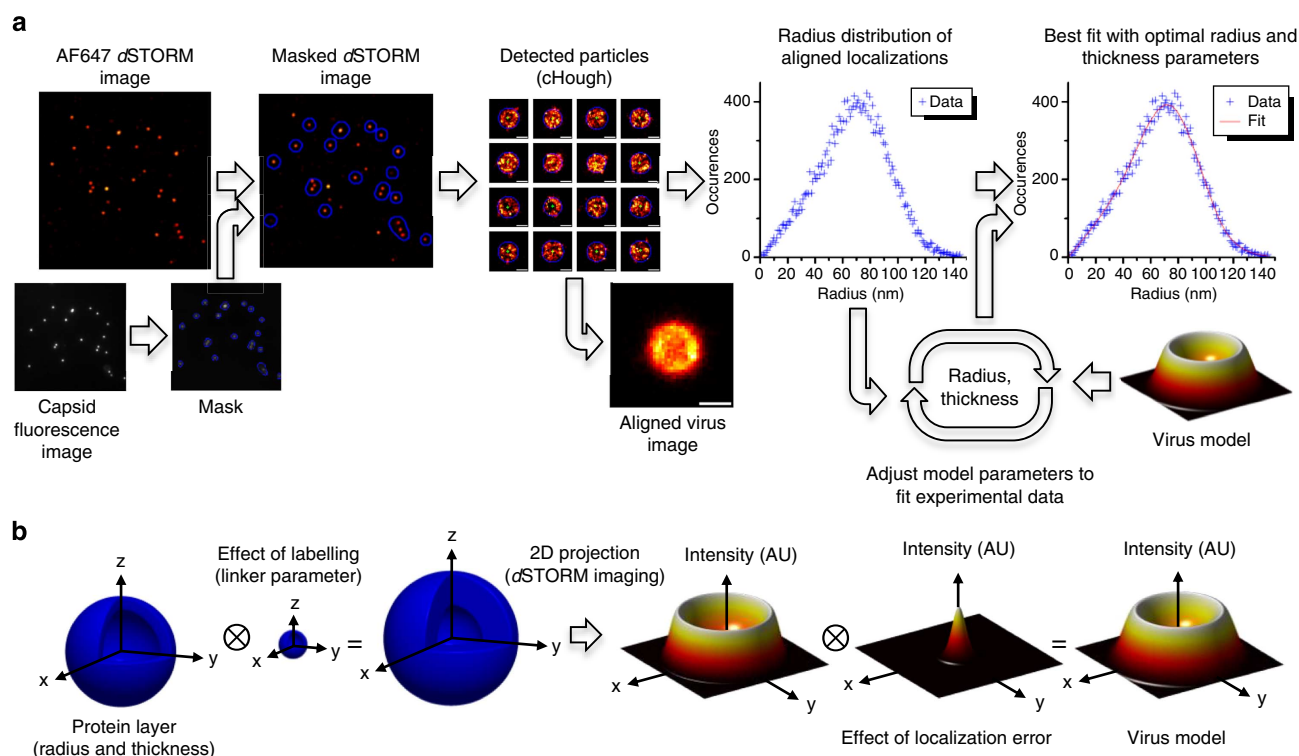 a
AF647 dSTORM
image
Masked dSTORM
image
Detected particles
(cHough)
Radius distribution of
aligned localizations
Best fit with optimal radius and
thickness parameters
Capsid
fluorescence
image
Mask
Aligned virus
image
Occurences
400
200
0
0 20 40 60 80 100 120 140
Radius (nm)
Data
Occurences
400
200
0
0 20 40 60 80 100 120 140
Radius (nm)
Data
Fit
Radius,
thickness
Virus model
Adjust model parameters to
fit experimental data
b
z
x
y
Protein layer
(radius and thickness)
⊗
Effect of labelling
(linker parameter)
z
x
y
=
z
x
y
2D projection
(dSTORM imaging)
Intensity (AU)
x
y
⊗
Intensity (AU)
x
y
Effect of localization error
=
Intensity (AU)
x
y
Virus model